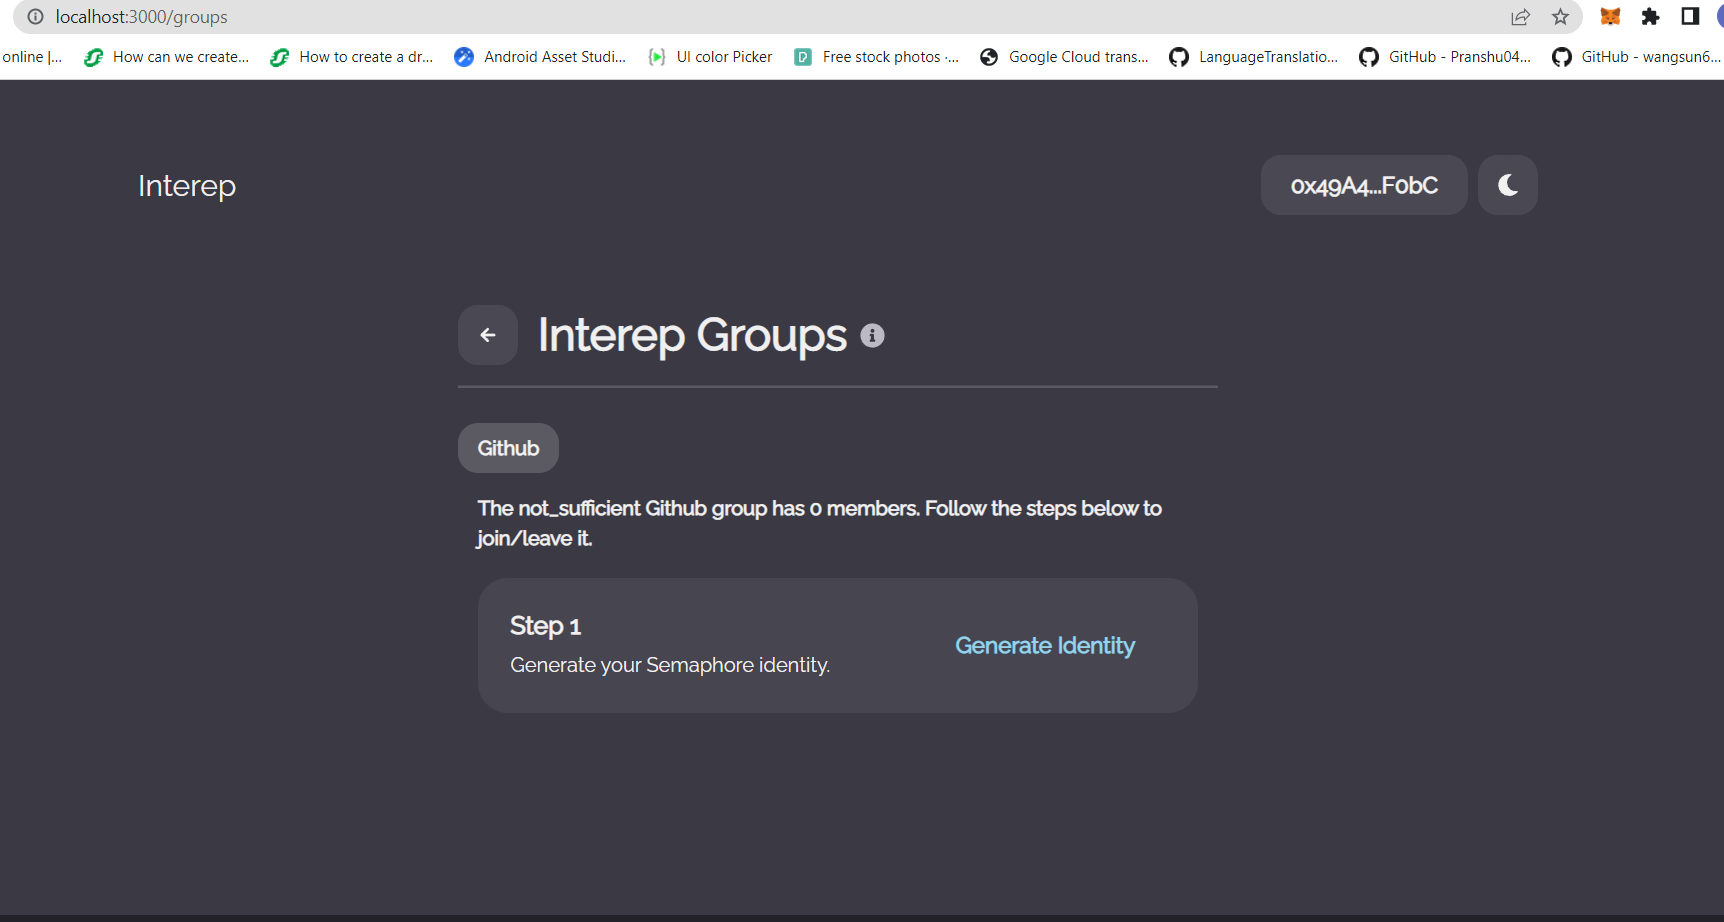 localhost:3000/groups
online |... How can we create... How to create a dr... Android Asset Studi... UI color Picker Free stock photos ·... Google Cloud trans... LanguageTranslatio... GitHub - Pranshu04... GitHub - wangsun6...
Interep
0x49A4...F0bC
Interep Groups
Github
The not_sufficient Github group has 0 members. Follow the steps below to
join/leave it.
Step 1
Generate your Semaphore identity.
Generate Identity